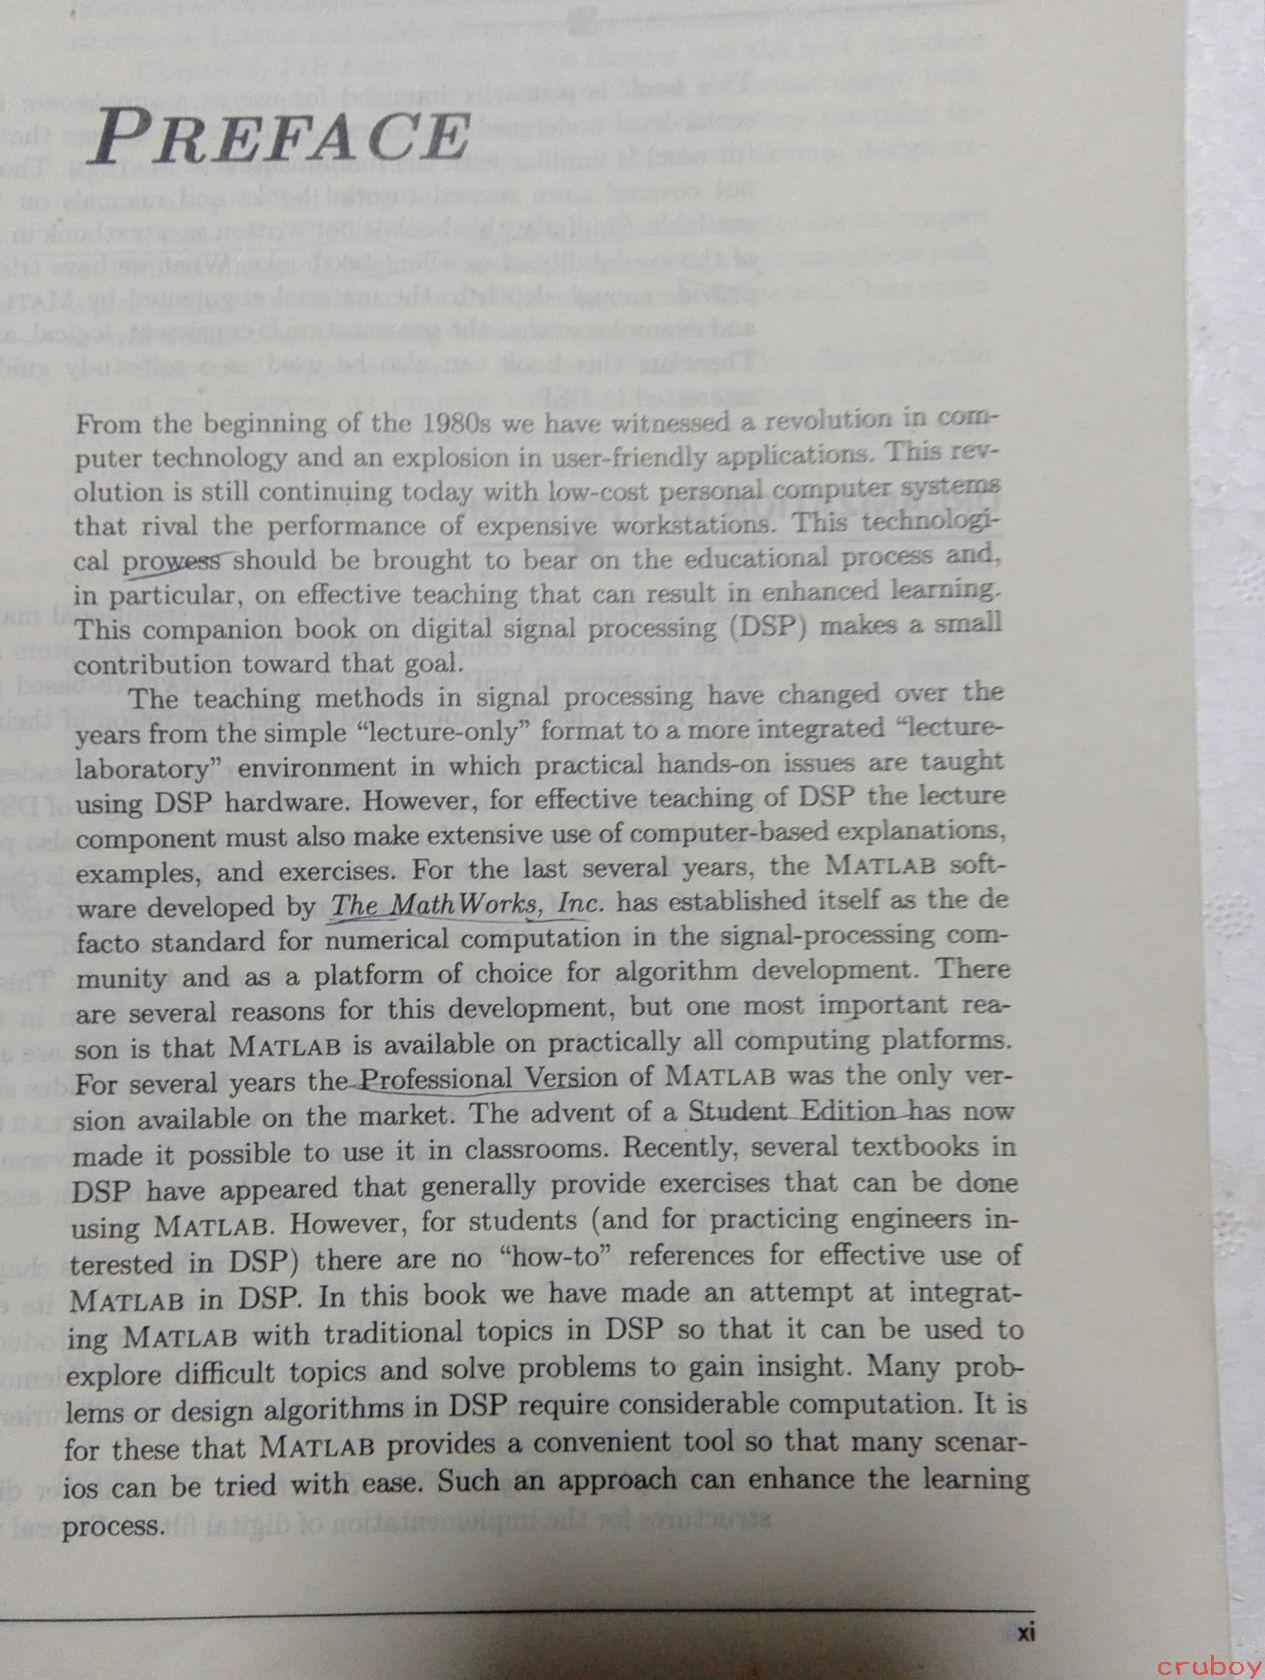 PREFACE
From the beginning of the 1980s we have witnessed a revolution in com-
puter technology and an explosion in user-friendly applications. This rev-
olution is still continuing today with low-cost personal computer systems
that rival the performance of expensive workstations. This technologi-
cal prowess should be brought to bear on the educational process and,
in particular, on effective teaching that can result in enhanced learning.
This companion book on digital signal processing (DSP) makes a small
contribution toward that goal.
The teaching methods in signal processing have changed over the
years from the simple “lecture-only” format to a more integrated “lecture-
laboratory” environment in which practical hands-on issues are taught
using DSP hardware. However, for effective teaching of DSP the lecture
component must also make extensive use of computer-based explanations,
examples, and exercises. For the last several years, the MATLAB soft-
ware developed by The MathWorks, Inc. has established itself as the de
facto standard for numerical computation in the signal-processing com-
munity and as a platform of choice for algorithm development. There
are several reasons for this development, but one most important rea-
son is that MATLAB is available on practically all computing platforms.
For several years the Professional Version of MATLAB was the only ver-
sion available on the market. The advent of a Student Edition has now
made it possible to use it in classrooms. Recently, several textbooks in
DSP have appeared that generally provide exercises that can be done
using MATLAB. However, for students (and for practicing engineers in-
terested in DSP) there are no “how-to” references for effective use of
MATLAB in DSP. In this book we have made an attempt at integrat-
ing MATLAB with traditional topics in DSP so that it can be used to
explore difficult topics and solve problems to gain insight. Many prob-
lems or design algorithms in DSP require considerable computation. It is
for these that MATLAB provides a convenient tool so that many scenar-
ios can be tried with ease. Such an approach can enhance the learning
process.
xi
cruboy